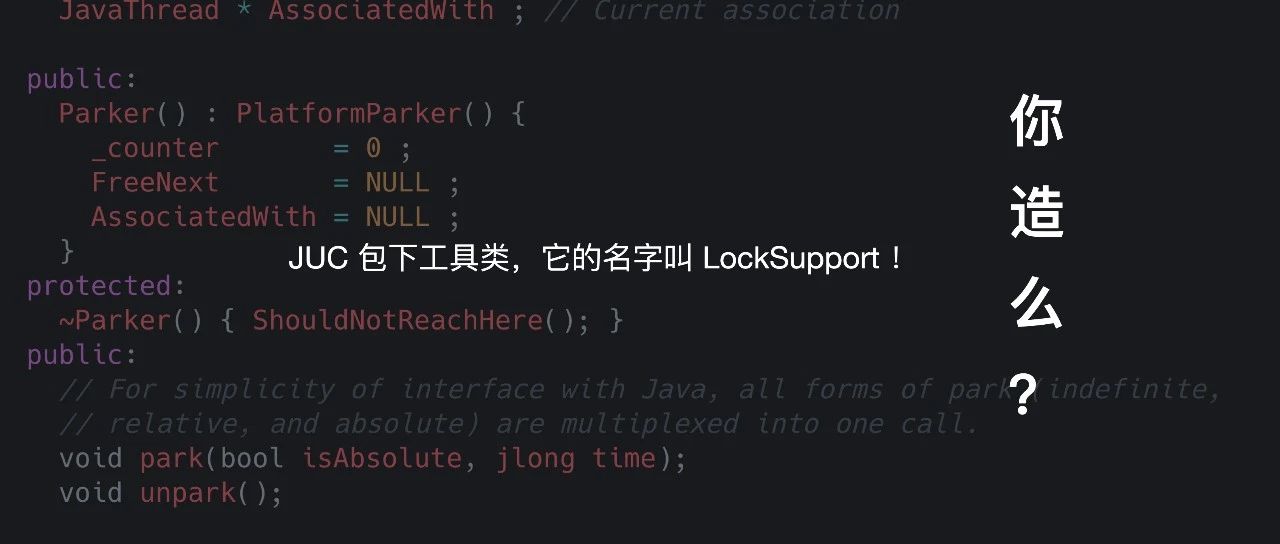 JavaThread * AssociatedWith ; // Current association
public:
Parker() : PlatformParker() {
_counter = 0 ;
FreeNext = NULL ;
AssociatedWith = NULL ;
}
JUC 包下工具类，它的名字叫 LockSupport！
protected:
~Parker() { ShouldNotReachHere(); }
public:
// For simplicity of interface with Java, all forms of park (indefinite,
// relative, and absolute) are multiplexed into one call.
void park(bool isAbsolute, jlong time);
void unpark();
你造么?